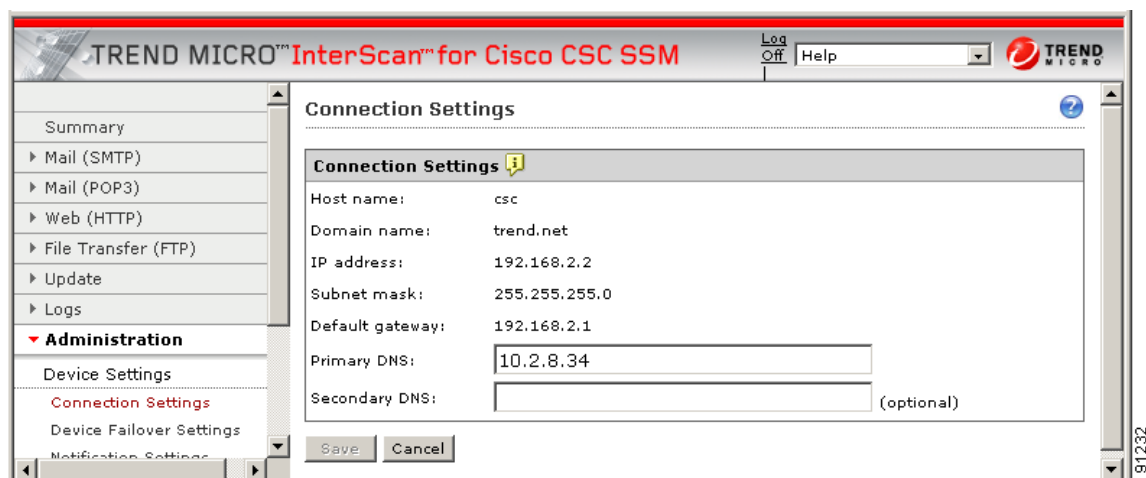 TREND MICRO™ InterScan™ for Cisco CSC SSM
Log Off
Help
TREND MICRO
Summary
Mail (SMTP)
Mail (POP3)
Web (HTTP)
File Transfer (FTP)
Update
Logs
Administration
Device Settings
Connection Settings
Device Failover Settings
Notification Settings
Connection Settings
Connection Settings
Host name: csc
Domain name: trend.net
IP address: 192.168.2.2
Subnet mask: 255.255.255.0
Default gateway: 192.168.2.1
Primary DNS: 10.2.8.34
Secondary DNS: (optional)
Save Cancel
91232